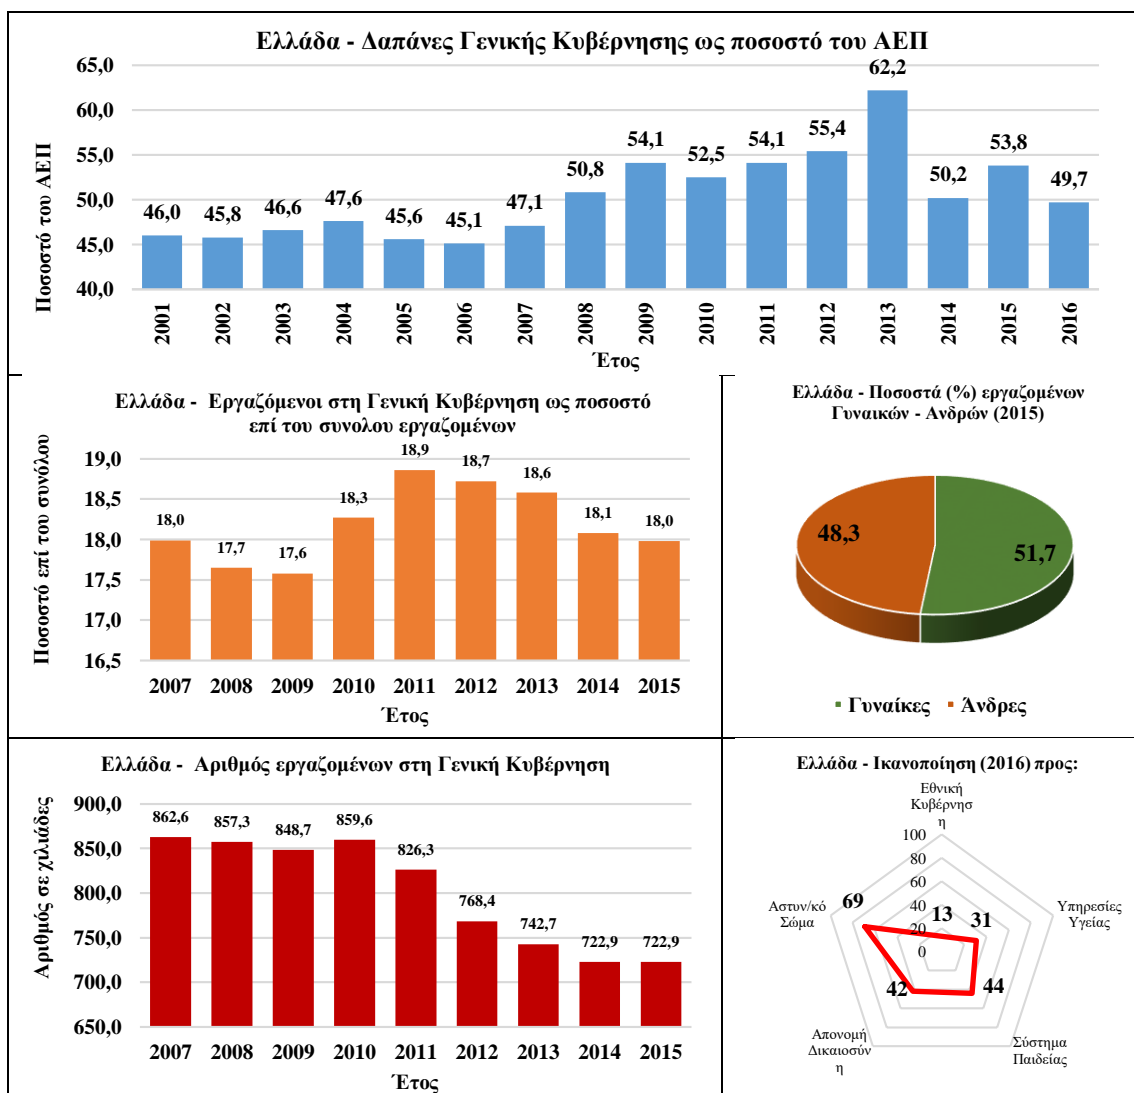 Ελλάδα - Δαπάνες Γενικής Κυβέρνησης ως ποσοστό του ΑΕΠ
Ποσοστό του ΑΕΠ
65,0
60,0
55,0
50,0
45,0
40,0
46,0
45,8
46,6
47,6
45,6
45,1
47,1
50,8
54,1
52,5
54,1
55,4
62,2
50,2
53,8
49,7
2001
2002
2003
2004
2005
2006
2007
2008
2009
2010
2011
2012
2013
2014
2015
2016
Έτος
Ελλάδα - Εργαζόμενοι στη Γενική Κυβέρνηση ως ποσοστό
επί του συνολου εργαζομένων
Ποσοστό επί του συνόλου
19,0
18,5
18,0
17,5
17,0
16,5
18,0
17,7
17,6
18,3
18,9
18,7
18,6
18,1
18,0
2007 2008 2009 2010 2011 2012 2013 2014 2015
Έτος
Ελλάδα - Ποσοστά (%) εργαζομένων
Γυναικών - Ανδρών (2015)
48,3
51,7
Γυναίκες Άνδρες
Ελλάδα - Αριθμός εργαζομένων στη Γενική Κυβέρνηση
Αριθμός σε χιλιάδες
900,0
850,0
800,0
750,0
700,0
650,0
862,6
857,3
848,7
859,6
826,3
768,4
742,7
722,9
722,9
2007 2008 2009 2010 2011 2012 2013 2014 2015
Έτος
Ελλάδα - Ικανοποίηση (2016) προς:
Εθνική
Κυβέρνησ
η
100
80
60
40
20
0
13
31
44
42
69
Υπηρεσίες
Υγείας
Σύστημα
Παιδείας
Απονομή
Δικαιοσύν
η
Αστυν/κό
Σώμα